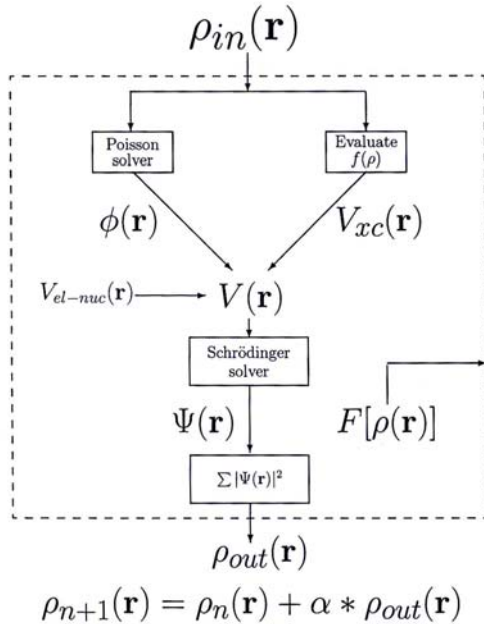 ρ_in(r)
Poisson
solver
Evaluate
f(ρ)
ϕ(r)
V_xc(r)
V_el−nuc(r)
V(r)
Schrödinger
solver
Ψ(r)
F[ρ(r)]
∑ |Ψ(r)|²
ρ_out(r)
ρ_n+1(r) = ρ_n(r) + α ∗ ρ_out(r)